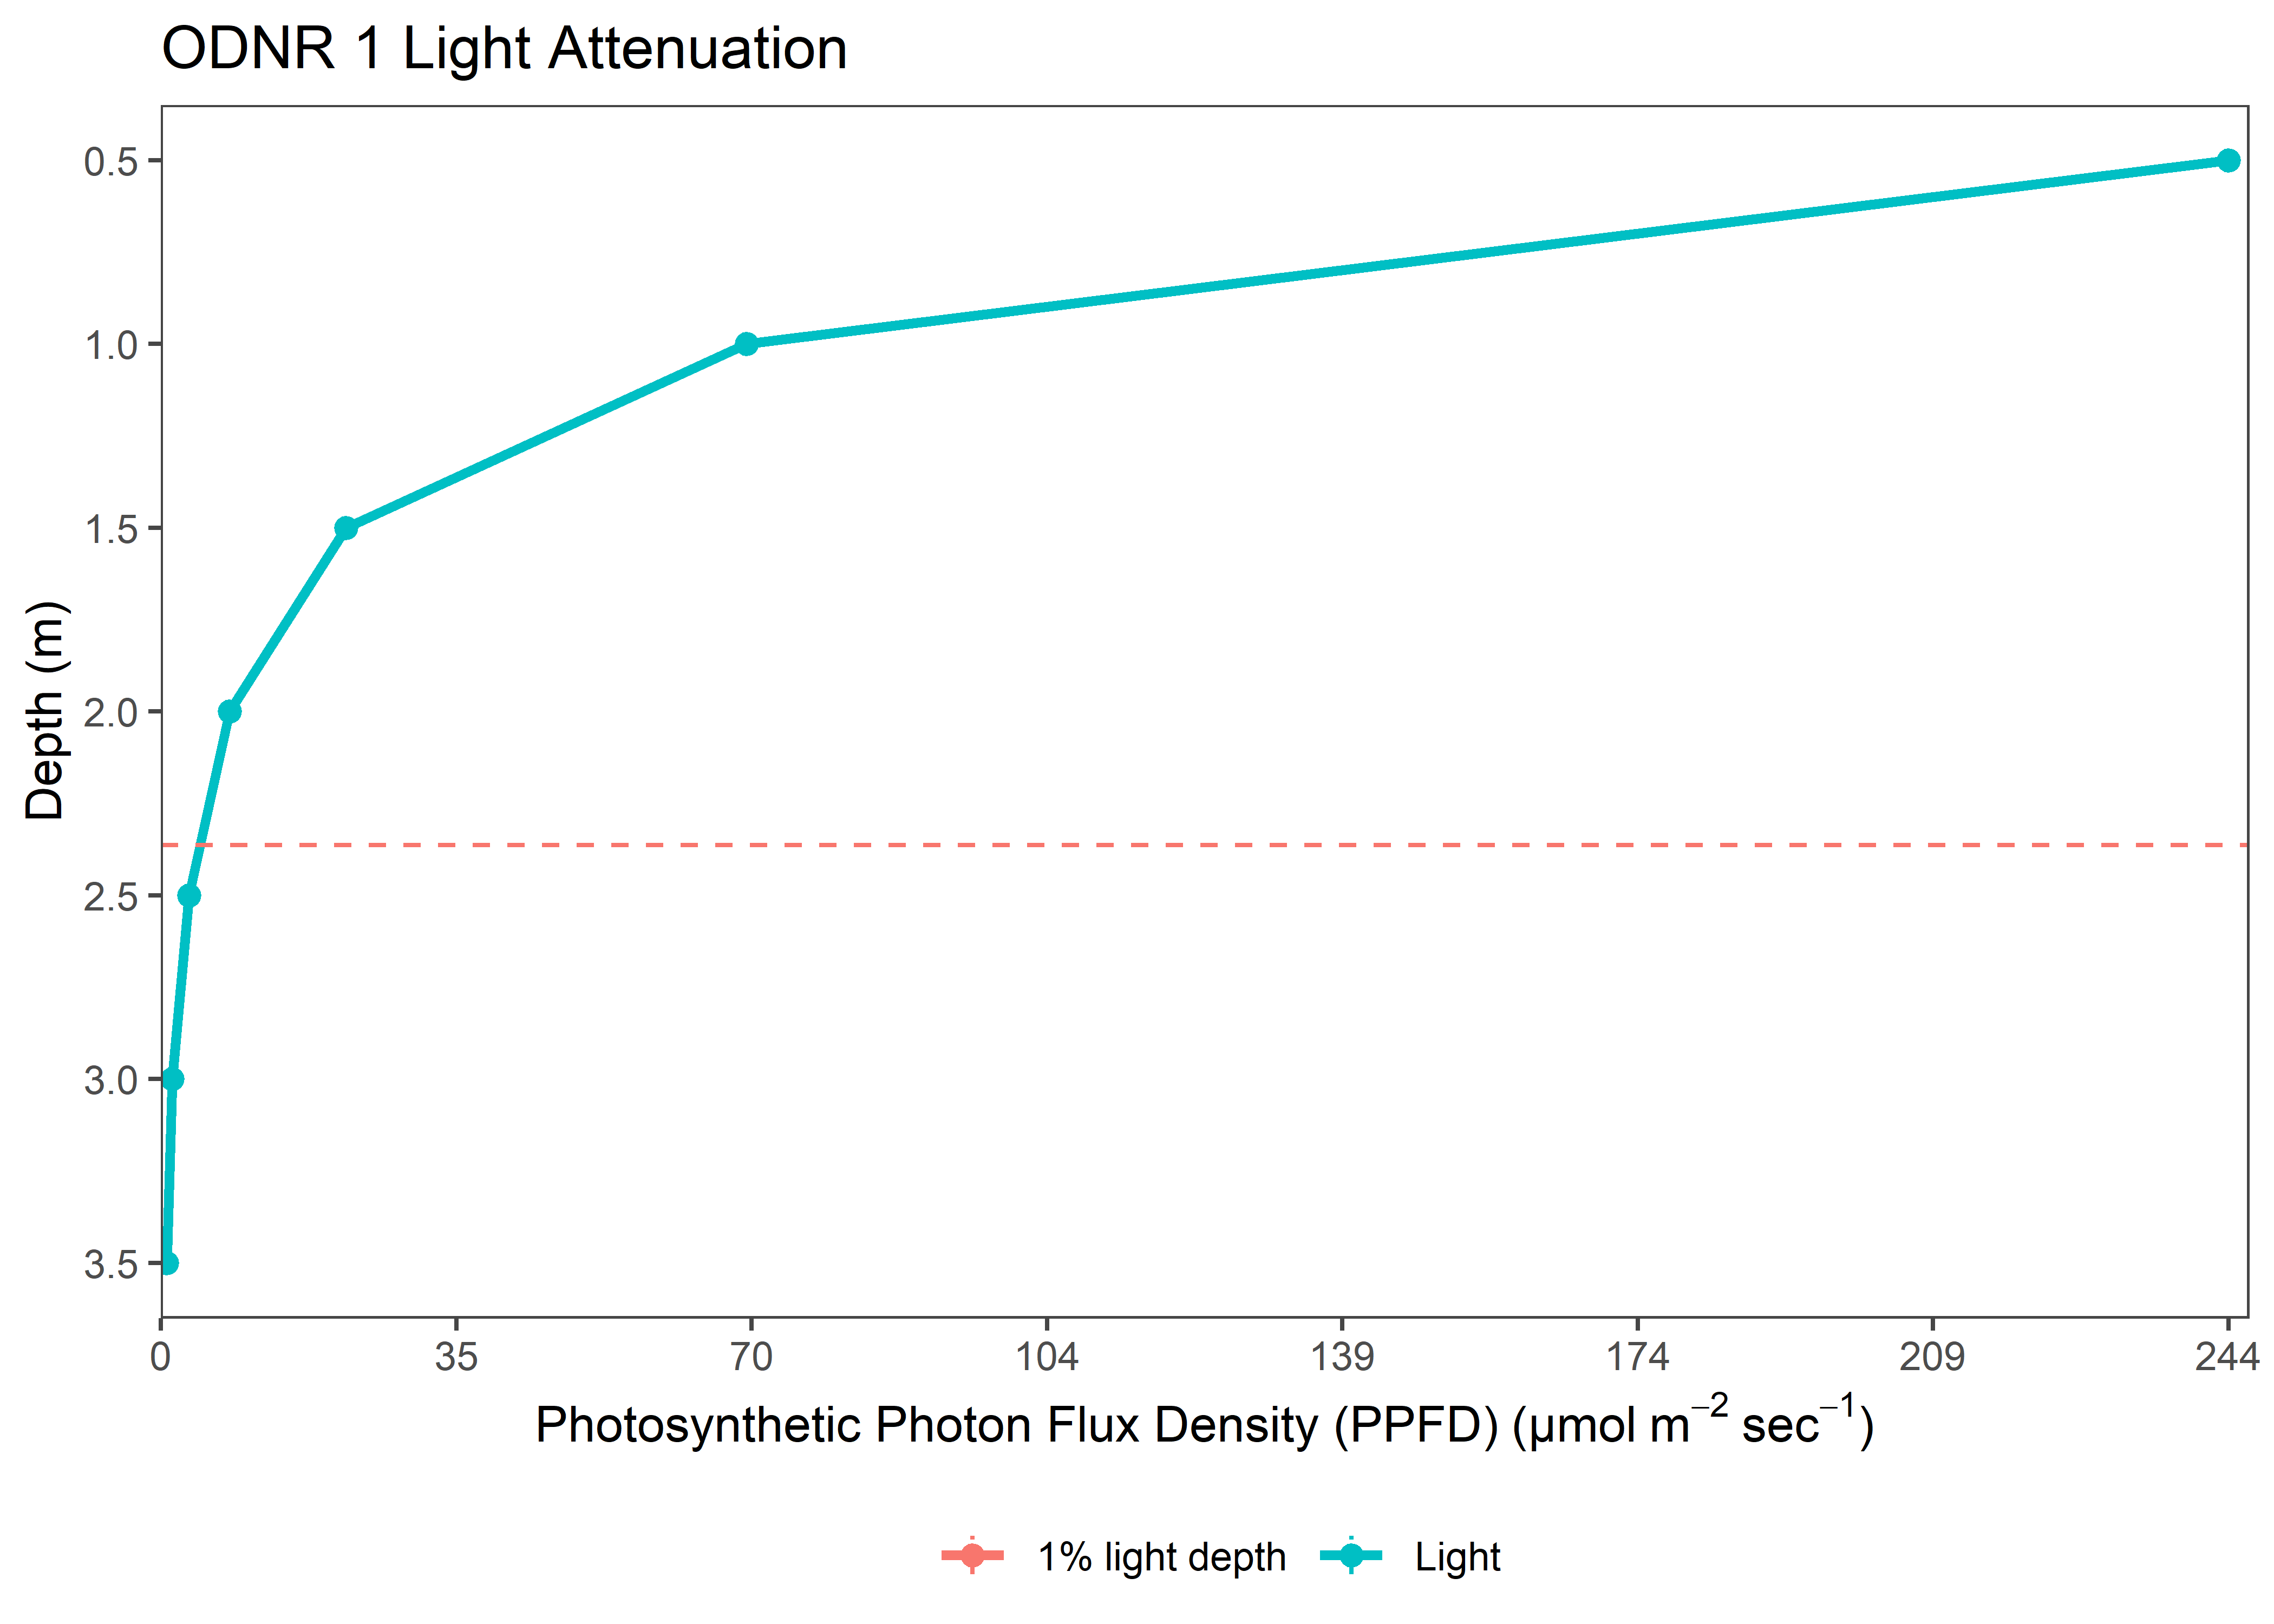 ODNR 1 Light Attenuation
0.5
1.0
1.5
2.0
2.5
3.0
3.5
Depth (m)
0 35 70 104 139 174 209 244
Photosynthetic Photon Flux Density (PPFD) (µmol m⁻² sec⁻¹)
1% light depth Light